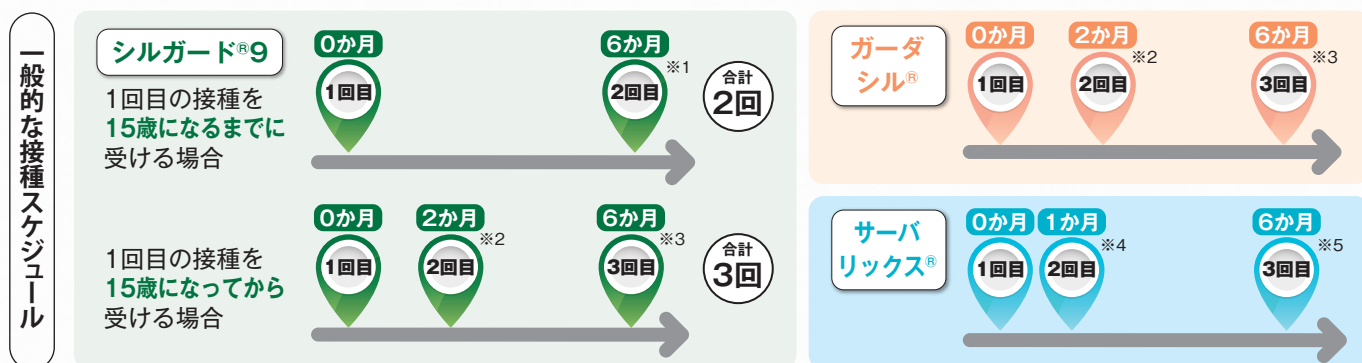 一般的な接種スケジュール
シルガード®9
1回目の接種を
15歳になるまでに
受ける場合
0か月
1回目
6か月
※1
2回目
合計
2回
1回目の接種を
15歳になってから
受ける場合
0か月
1回目
2か月
※2
2回目
6か月
※3
3回目
合計
3回
ガーダ
シル®
0か月
1回目
2か月
※2
2回目
6か月
※3
3回目
サーバ
リックス®
0か月
1回目
1か月
※4
2回目
6か月
※5
3回目